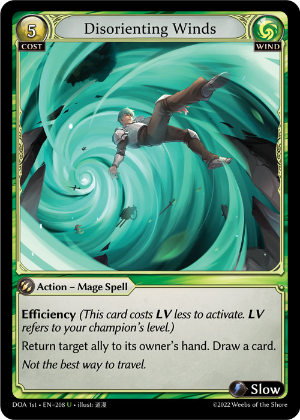 5
COST
Disorienting Winds
WIND
Action – Mage Spell
Efficiency (This card costs LV less to activate. LV
refers to your champion's level.)
Return target ally to its owner's hand. Draw a card.
Not the best way to travel.
Slow
DOA 1st • EN-208 U • illust: 道漫
©2022 Weebs of the Shore